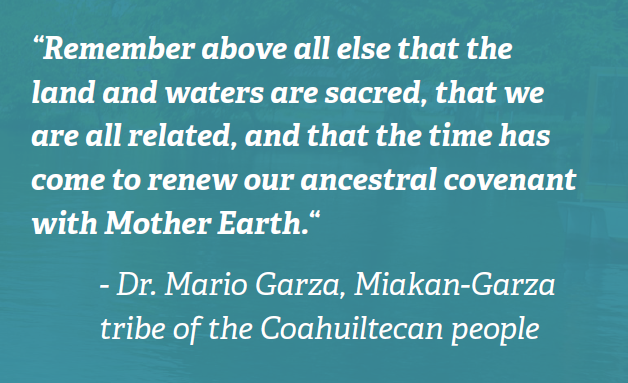 “Remember above all else that the
land and waters are sacred, that we
are all related, and that the time has
come to renew our ancestral covenant
with Mother Earth.“
- Dr. Mario Garza, Miakan-Garza
tribe of the Coahuiltecan people